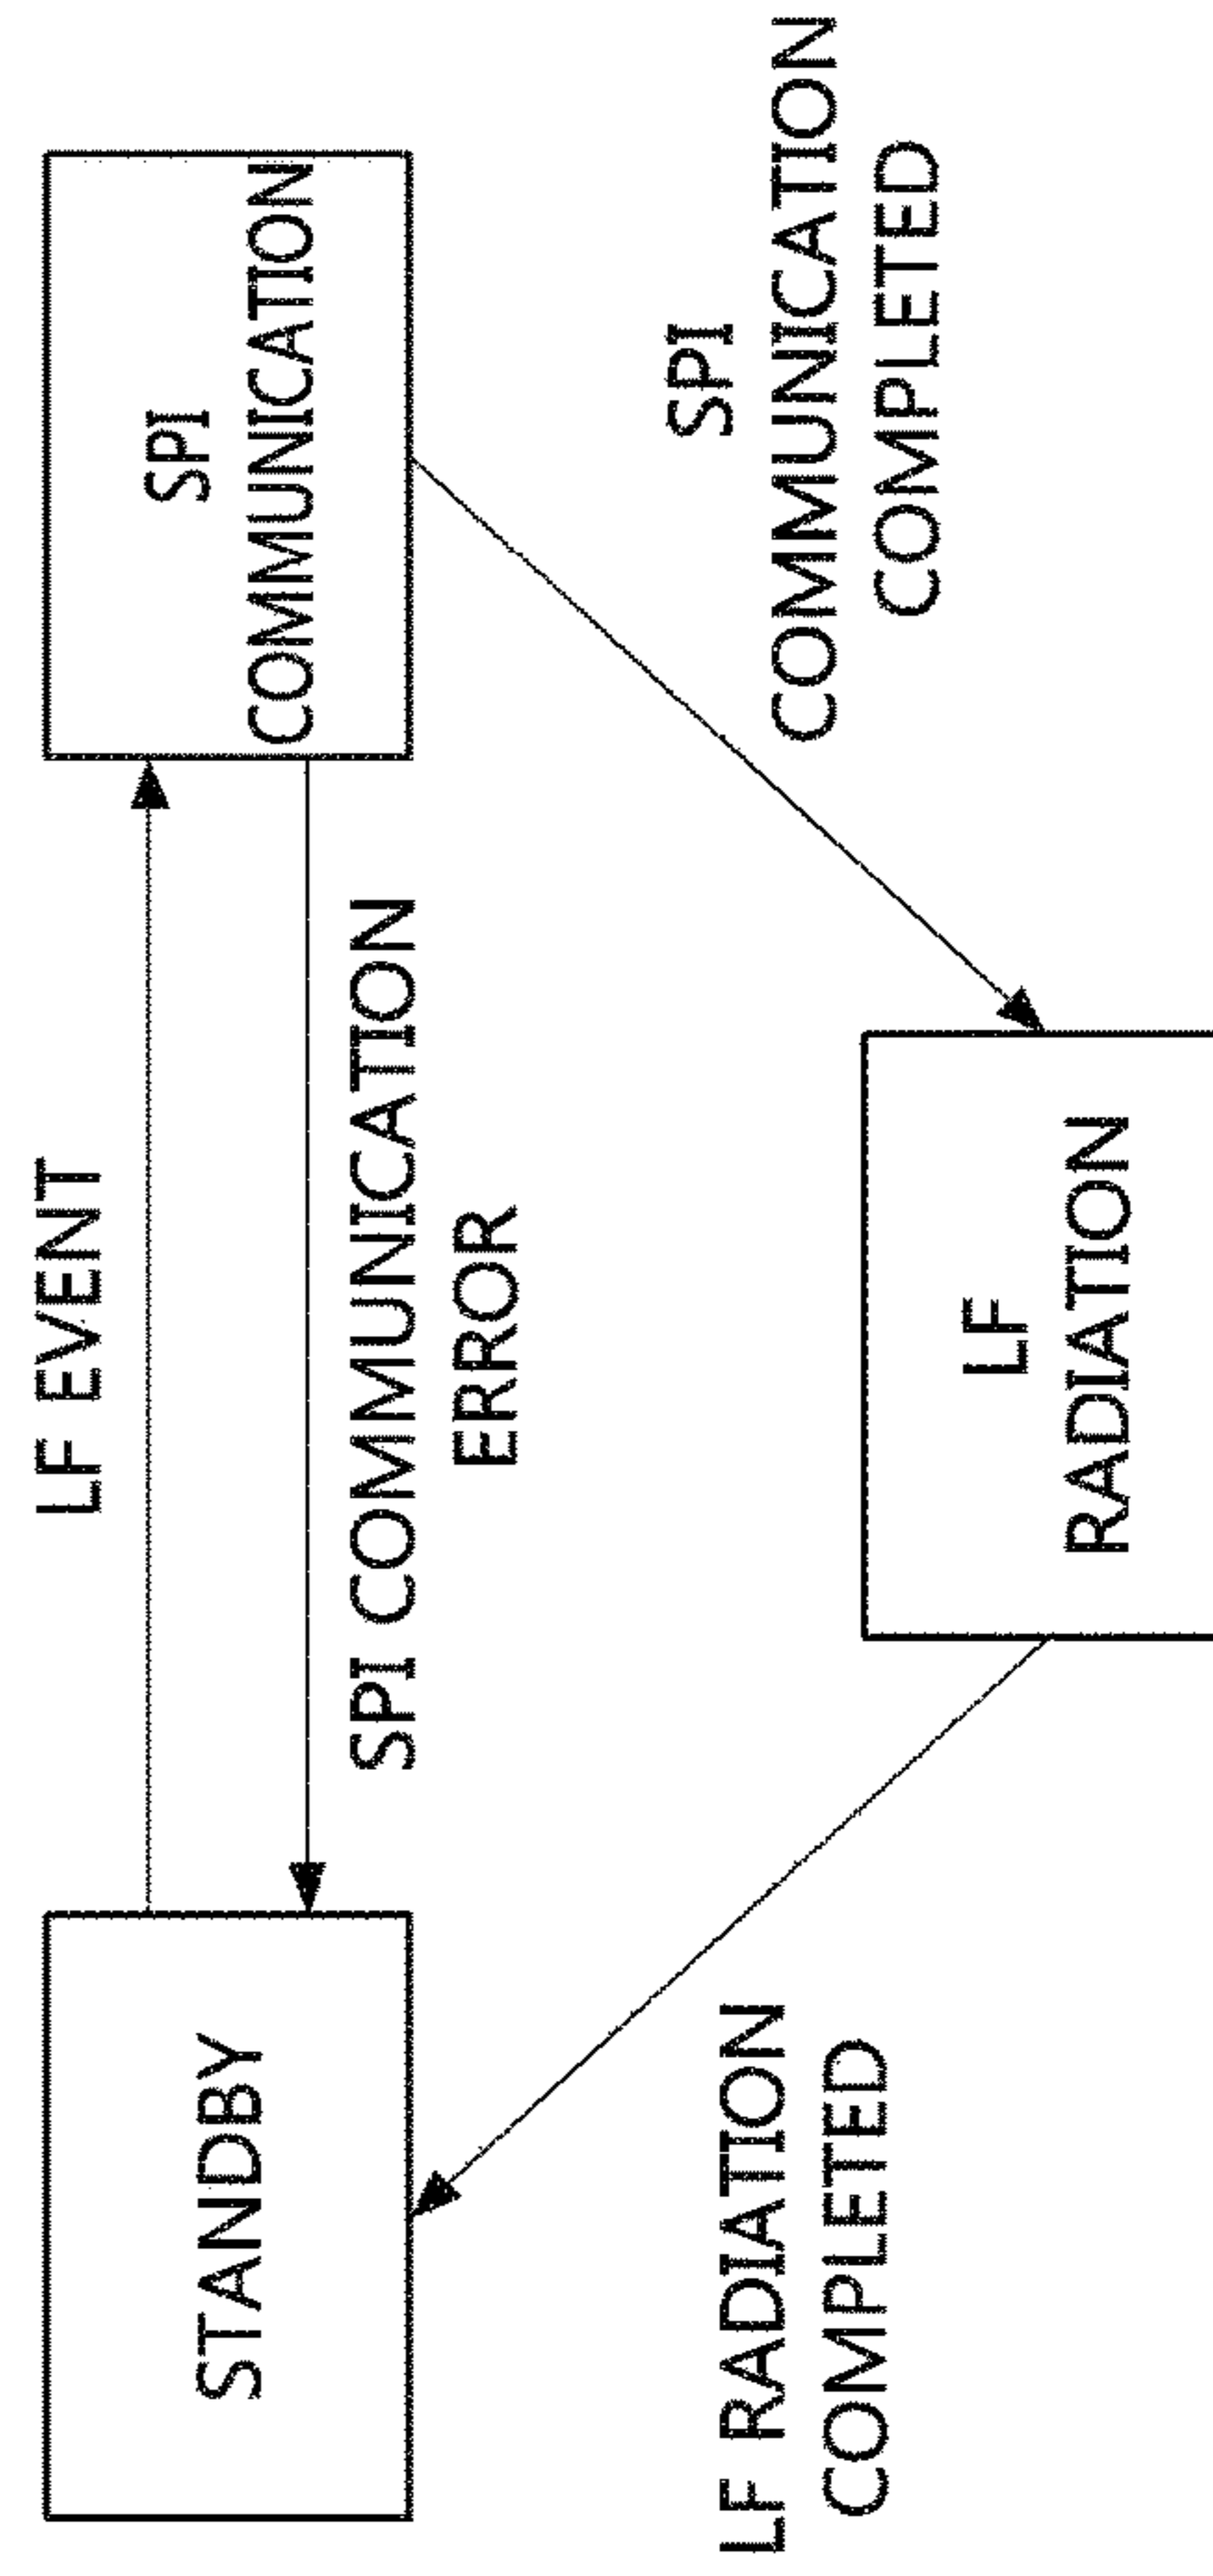 LF EVENT
STANDBY
SPI
COMMUNICATION
SPI COMMUNICATION
ERROR
LF RADIATION
COMPLETED
SPI
COMMUNICATION
COMPLETED
LF
RADIATION